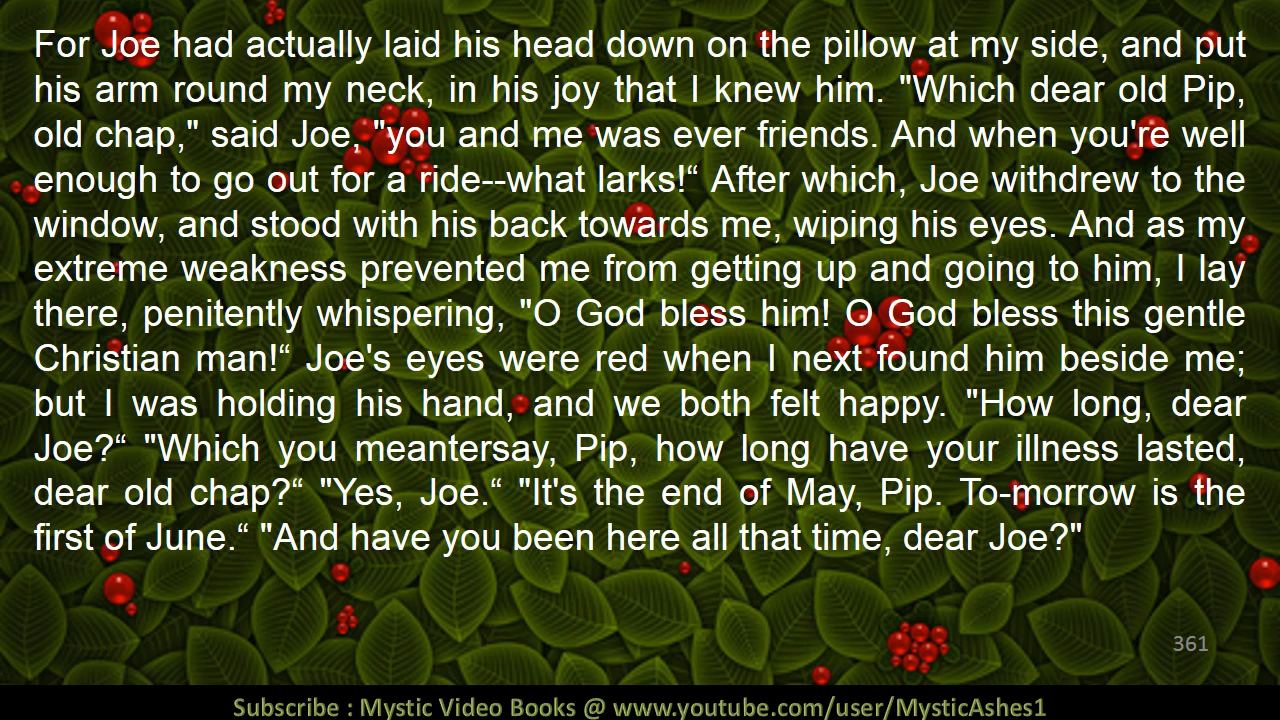 For Joe had actually laid his head down on the pillow at my side, and put
his arm round my neck, in his joy that I knew him. "Which dear old Pip,
old chap," said Joe, "you and me was ever friends. And when you're well
enough to go out for a ride--what larks!“ After which, Joe withdrew to the
window, and stood with his back towards me, wiping his eyes. And as my
extreme weakness prevented me from getting up and going to him, I lay
there, penitently whispering, "O God bless him! O God bless this gentle
Christian man!“ Joe's eyes were red when I next found him beside me;
but I was holding his hand, and we both felt happy. "How long, dear
Joe?“ "Which you meantersay, Pip, how long have your illness lasted,
dear old chap?“ "Yes, Joe.“ "It's the end of May, Pip. To-morrow is the
first of June.“ "And have you been here all that time, dear Joe?"
361
Subscribe : Mystic Video Books @ www.youtube.com/user/MysticAshes1